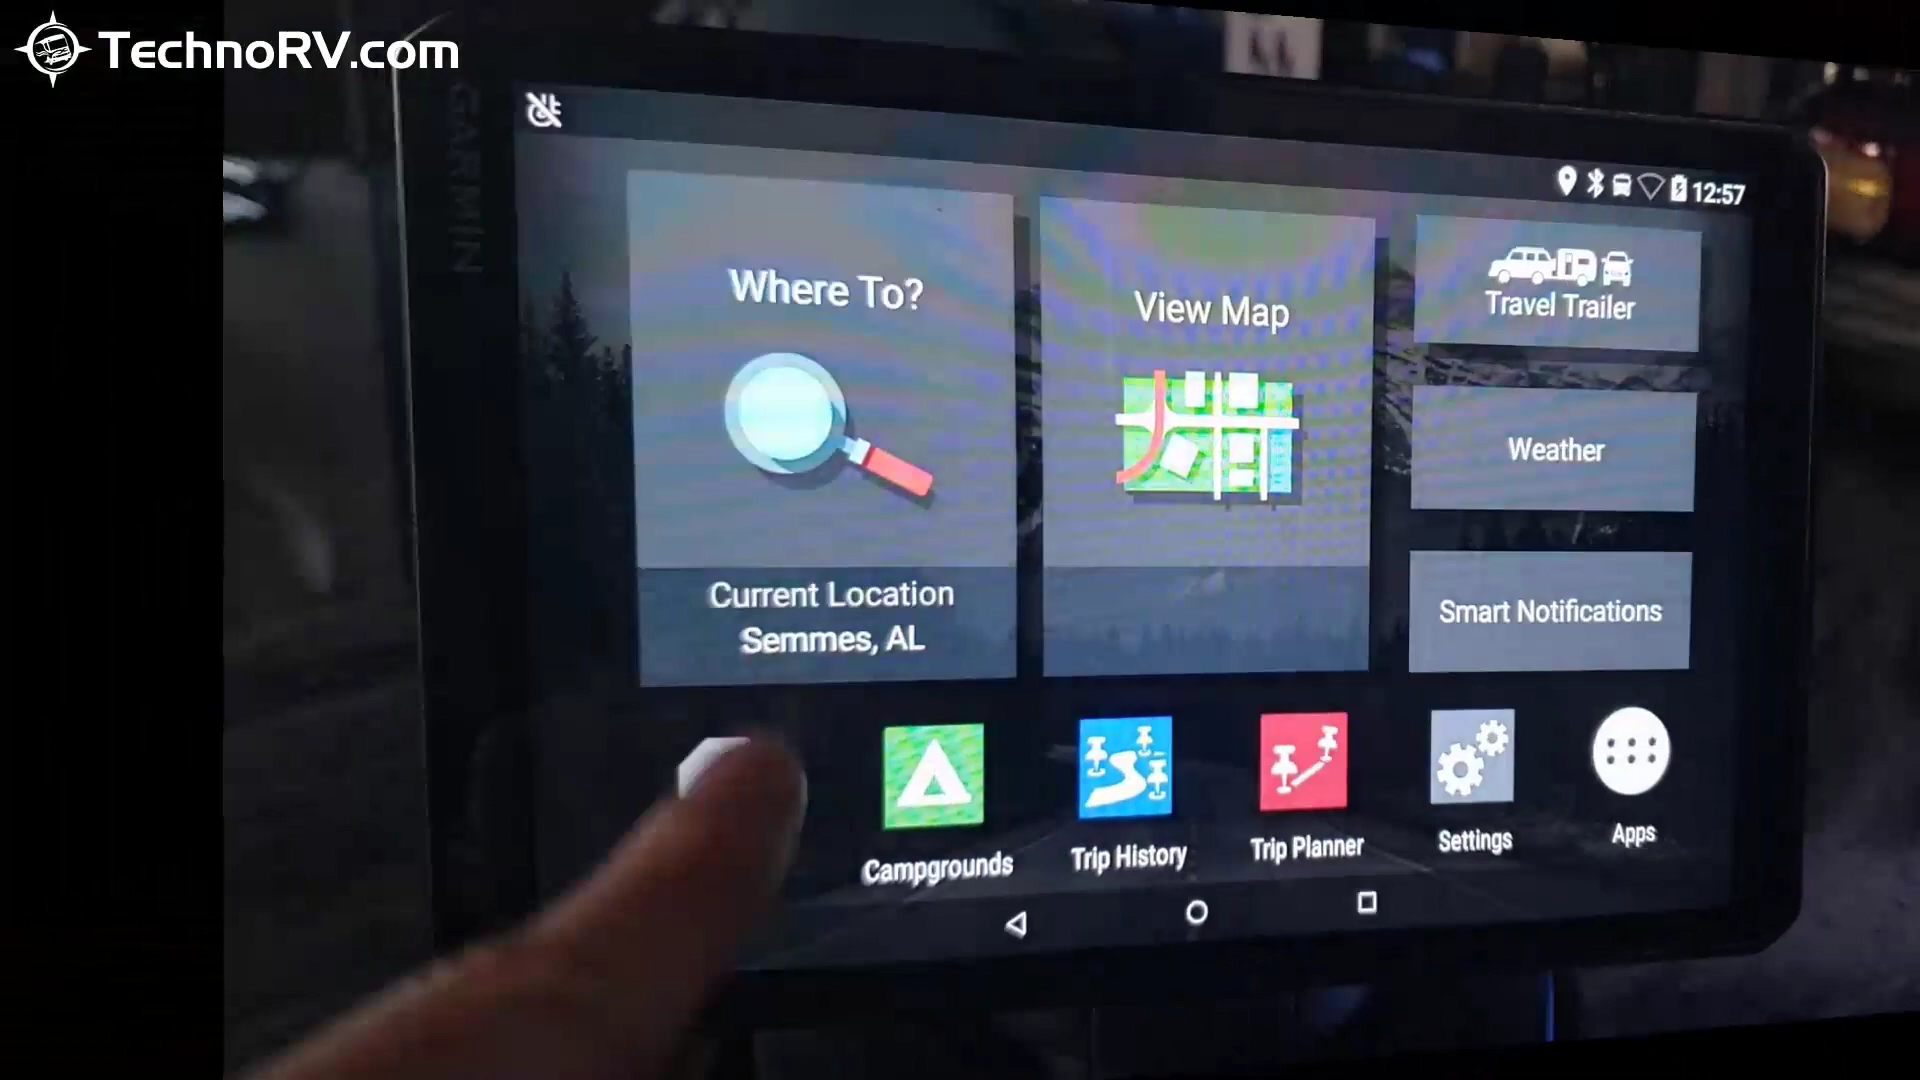 TechnoRV.com
GARMIN
12:57
Where To?
View Map
Travel Trailer
Weather
Current Location
Semmes, AL
Smart Notifications
Campgrounds
Trip History
Trip Planner
Settings
Apps